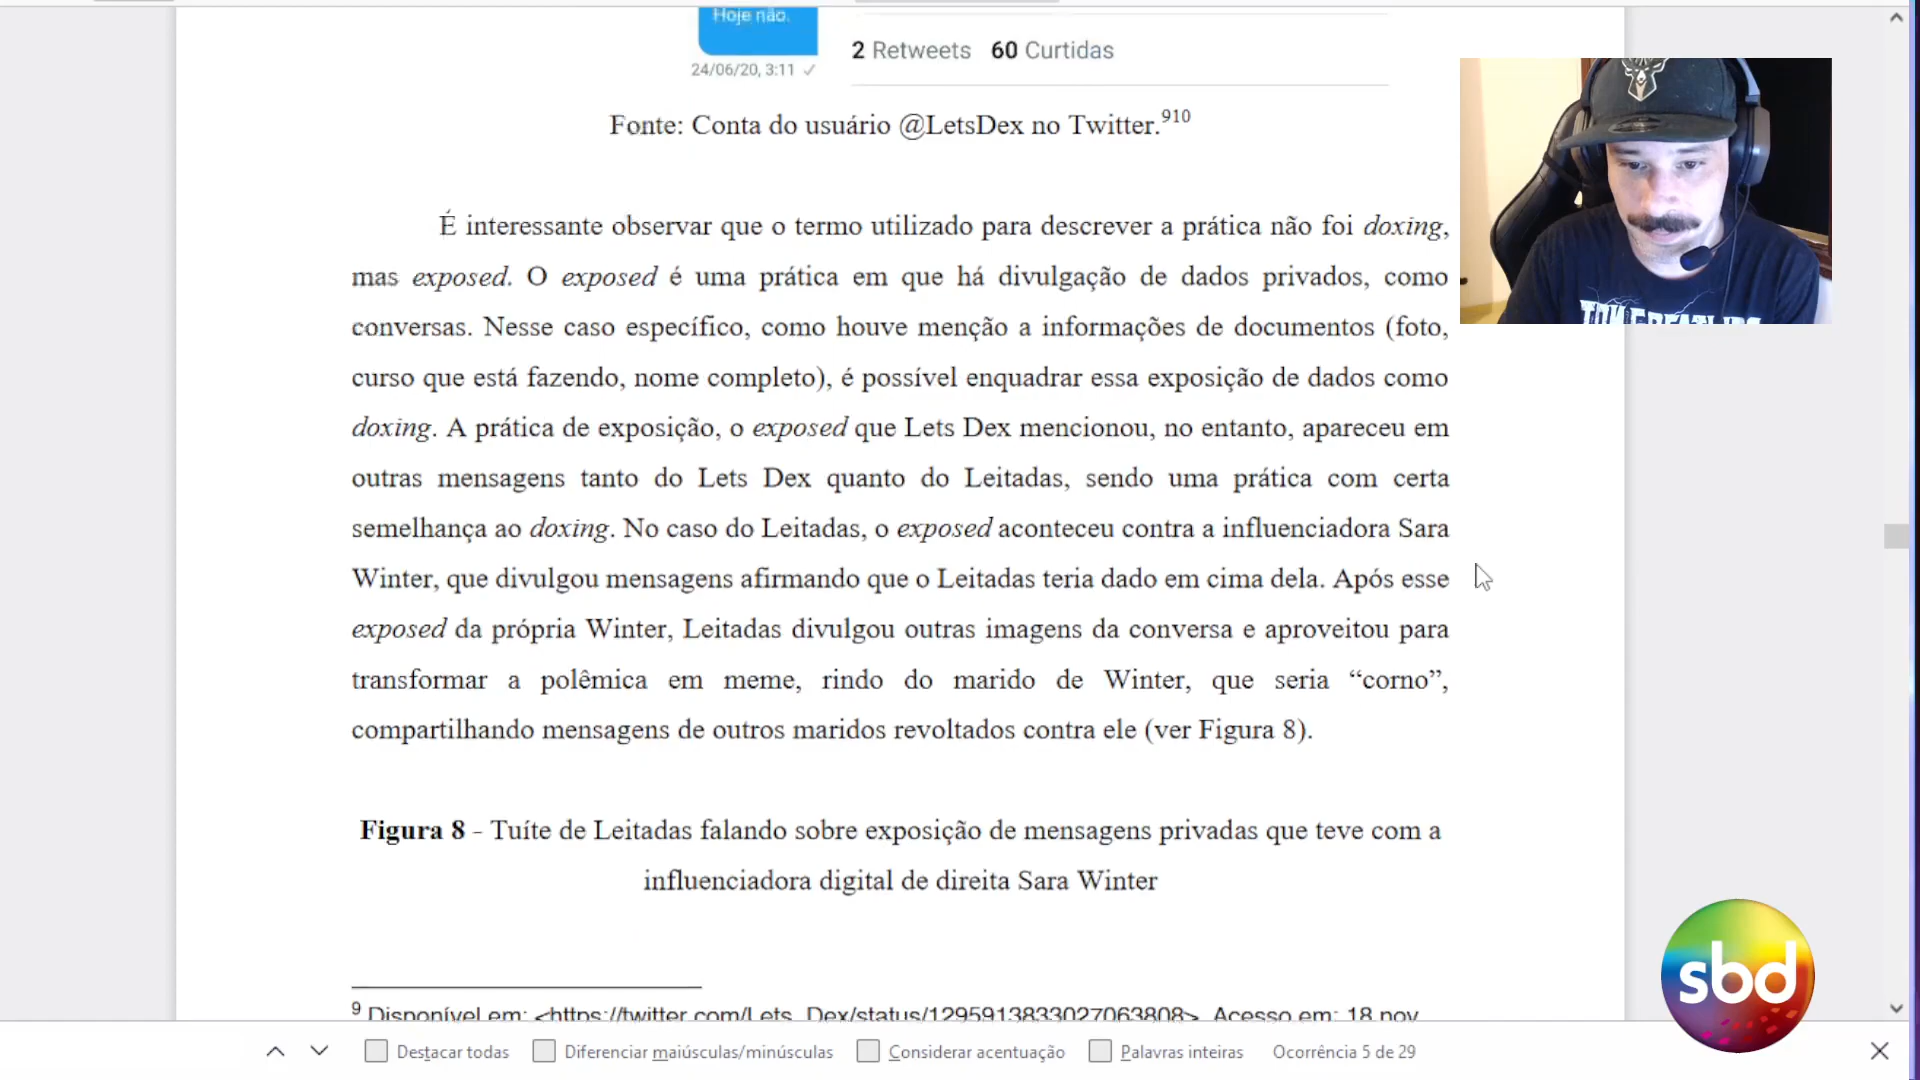 Hoje não.
24/06/20, 3:11
2 Retweets 60 Curtidas
Fonte: Conta do usuário @LetsDex no Twitter.910
É interessante observar que o termo utilizado para descrever a prática não foi doxing,
mas exposed. O exposed é uma prática em que há divulgação de dados privados, como
conversas. Nesse caso específico, como houve menção a informações de documentos (foto,
curso que está fazendo, nome completo), é possível enquadrar essa exposição de dados como
doxing. A prática de exposição, o exposed que Lets Dex mencionou, no entanto, apareceu em
outras mensagens tanto do Lets Dex quanto do Leitadas, sendo uma prática com certa
semelhança ao doxing. No caso do Leitadas, o exposed aconteceu contra a influenciadora Sara
Winter, que divulgou mensagens afirmando que o Leitadas teria dado em cima dela. Após esse
exposed da própria Winter, Leitadas divulgou outras imagens da conversa e aproveitou para
transformar a polêmica em meme, rindo do marido de Winter, que seria “corno”,
compartilhando mensagens de outros maridos revoltados contra ele (ver Figura 8).
Figura 8 - Tuíte de Leitadas falando sobre exposição de mensagens privadas que teve com a
influenciadora digital de direita Sara Winter
9 Disponível em: <https://twitter.com/Lets_Dex/status/1295913833027063808>. Acesso em: 18 nov
sbd
Destacar todas
Diferenciar maiúsculas/minúsculas
Considerar acentuação
Palavras inteiras
Ocorrência 5 de 29